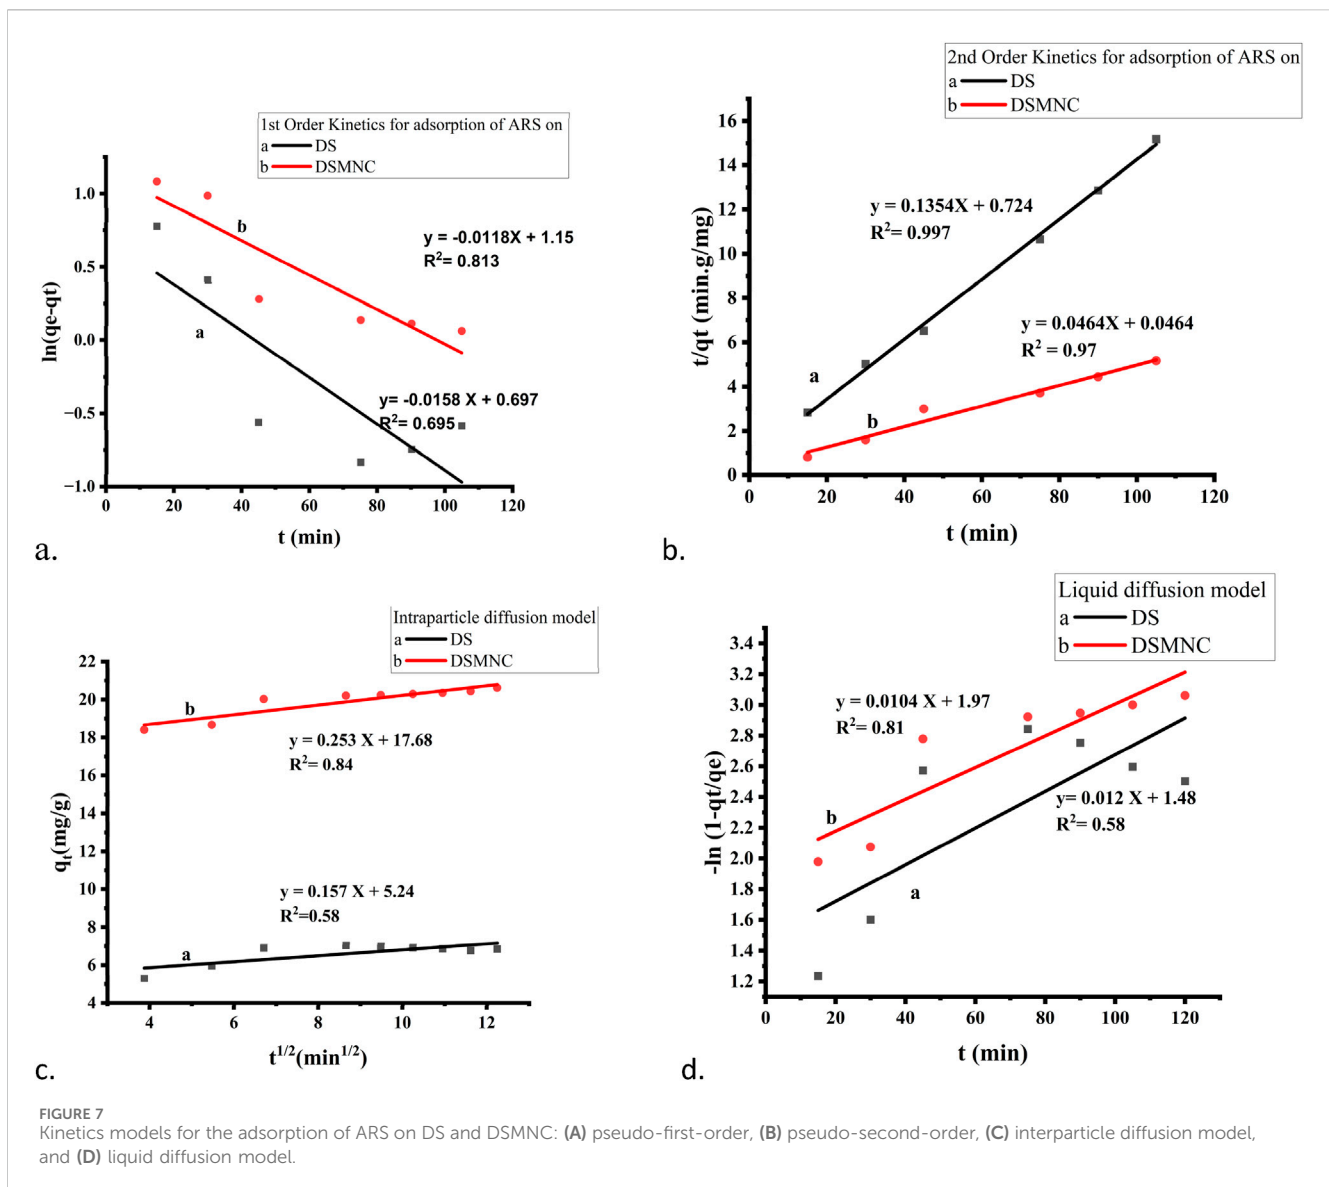 1st Order Kinetics for adsorption of ARS on
a DS
b DSMNC
1.0
0.5
0.0
−0.5
−1.0
ln(qe-qt)
b
a
y = -0.0118X + 1.15
R²= 0.813
y= -0.0158 X + 0.697
R²= 0.695
0 20 40 60 80 100 120
t (min)
a.
2nd Order Kinetics for adsorption of ARS on
a DS
b DSMNC
16
14
12
10
8
6
4
2
0
t/qt (min.g/mg)
y = 0.1354X + 0.724
R²= 0.997
y = 0.0464X + 0.0464
R² = 0.97
a
b
20 40 60 80 100 120
t (min)
b.
Intraparticle diffusion model
a DS
b DSMNC
22
20
18
16
14
12
10
8
6
4
qt(mg/g)
b
y = 0.253 X + 17.68
R²= 0.84
y = 0.157 X + 5.24
R²=0.58
a
4 6 8 10 12
t1/2(min1/2)
c.
Liquid diffusion model
a DS
b DSMNC
3.4
3.2
3.0
2.8
2.6
2.4
2.2
2.0
1.8
1.6
1.4
1.2
-ln (1-qt/qe)
y = 0.0104 X + 1.97
R²= 0.81
b
y= 0.012 X + 1.48
R²= 0.58
a
0 20 40 60 80 100 120
t (min)
d.
FIGURE 7
Kinetics models for the adsorption of ARS on DS and DSMNC: (A) pseudo-first-order, (B) pseudo-second-order, (C) interparticle diffusion model,
and (D) liquid diffusion model.